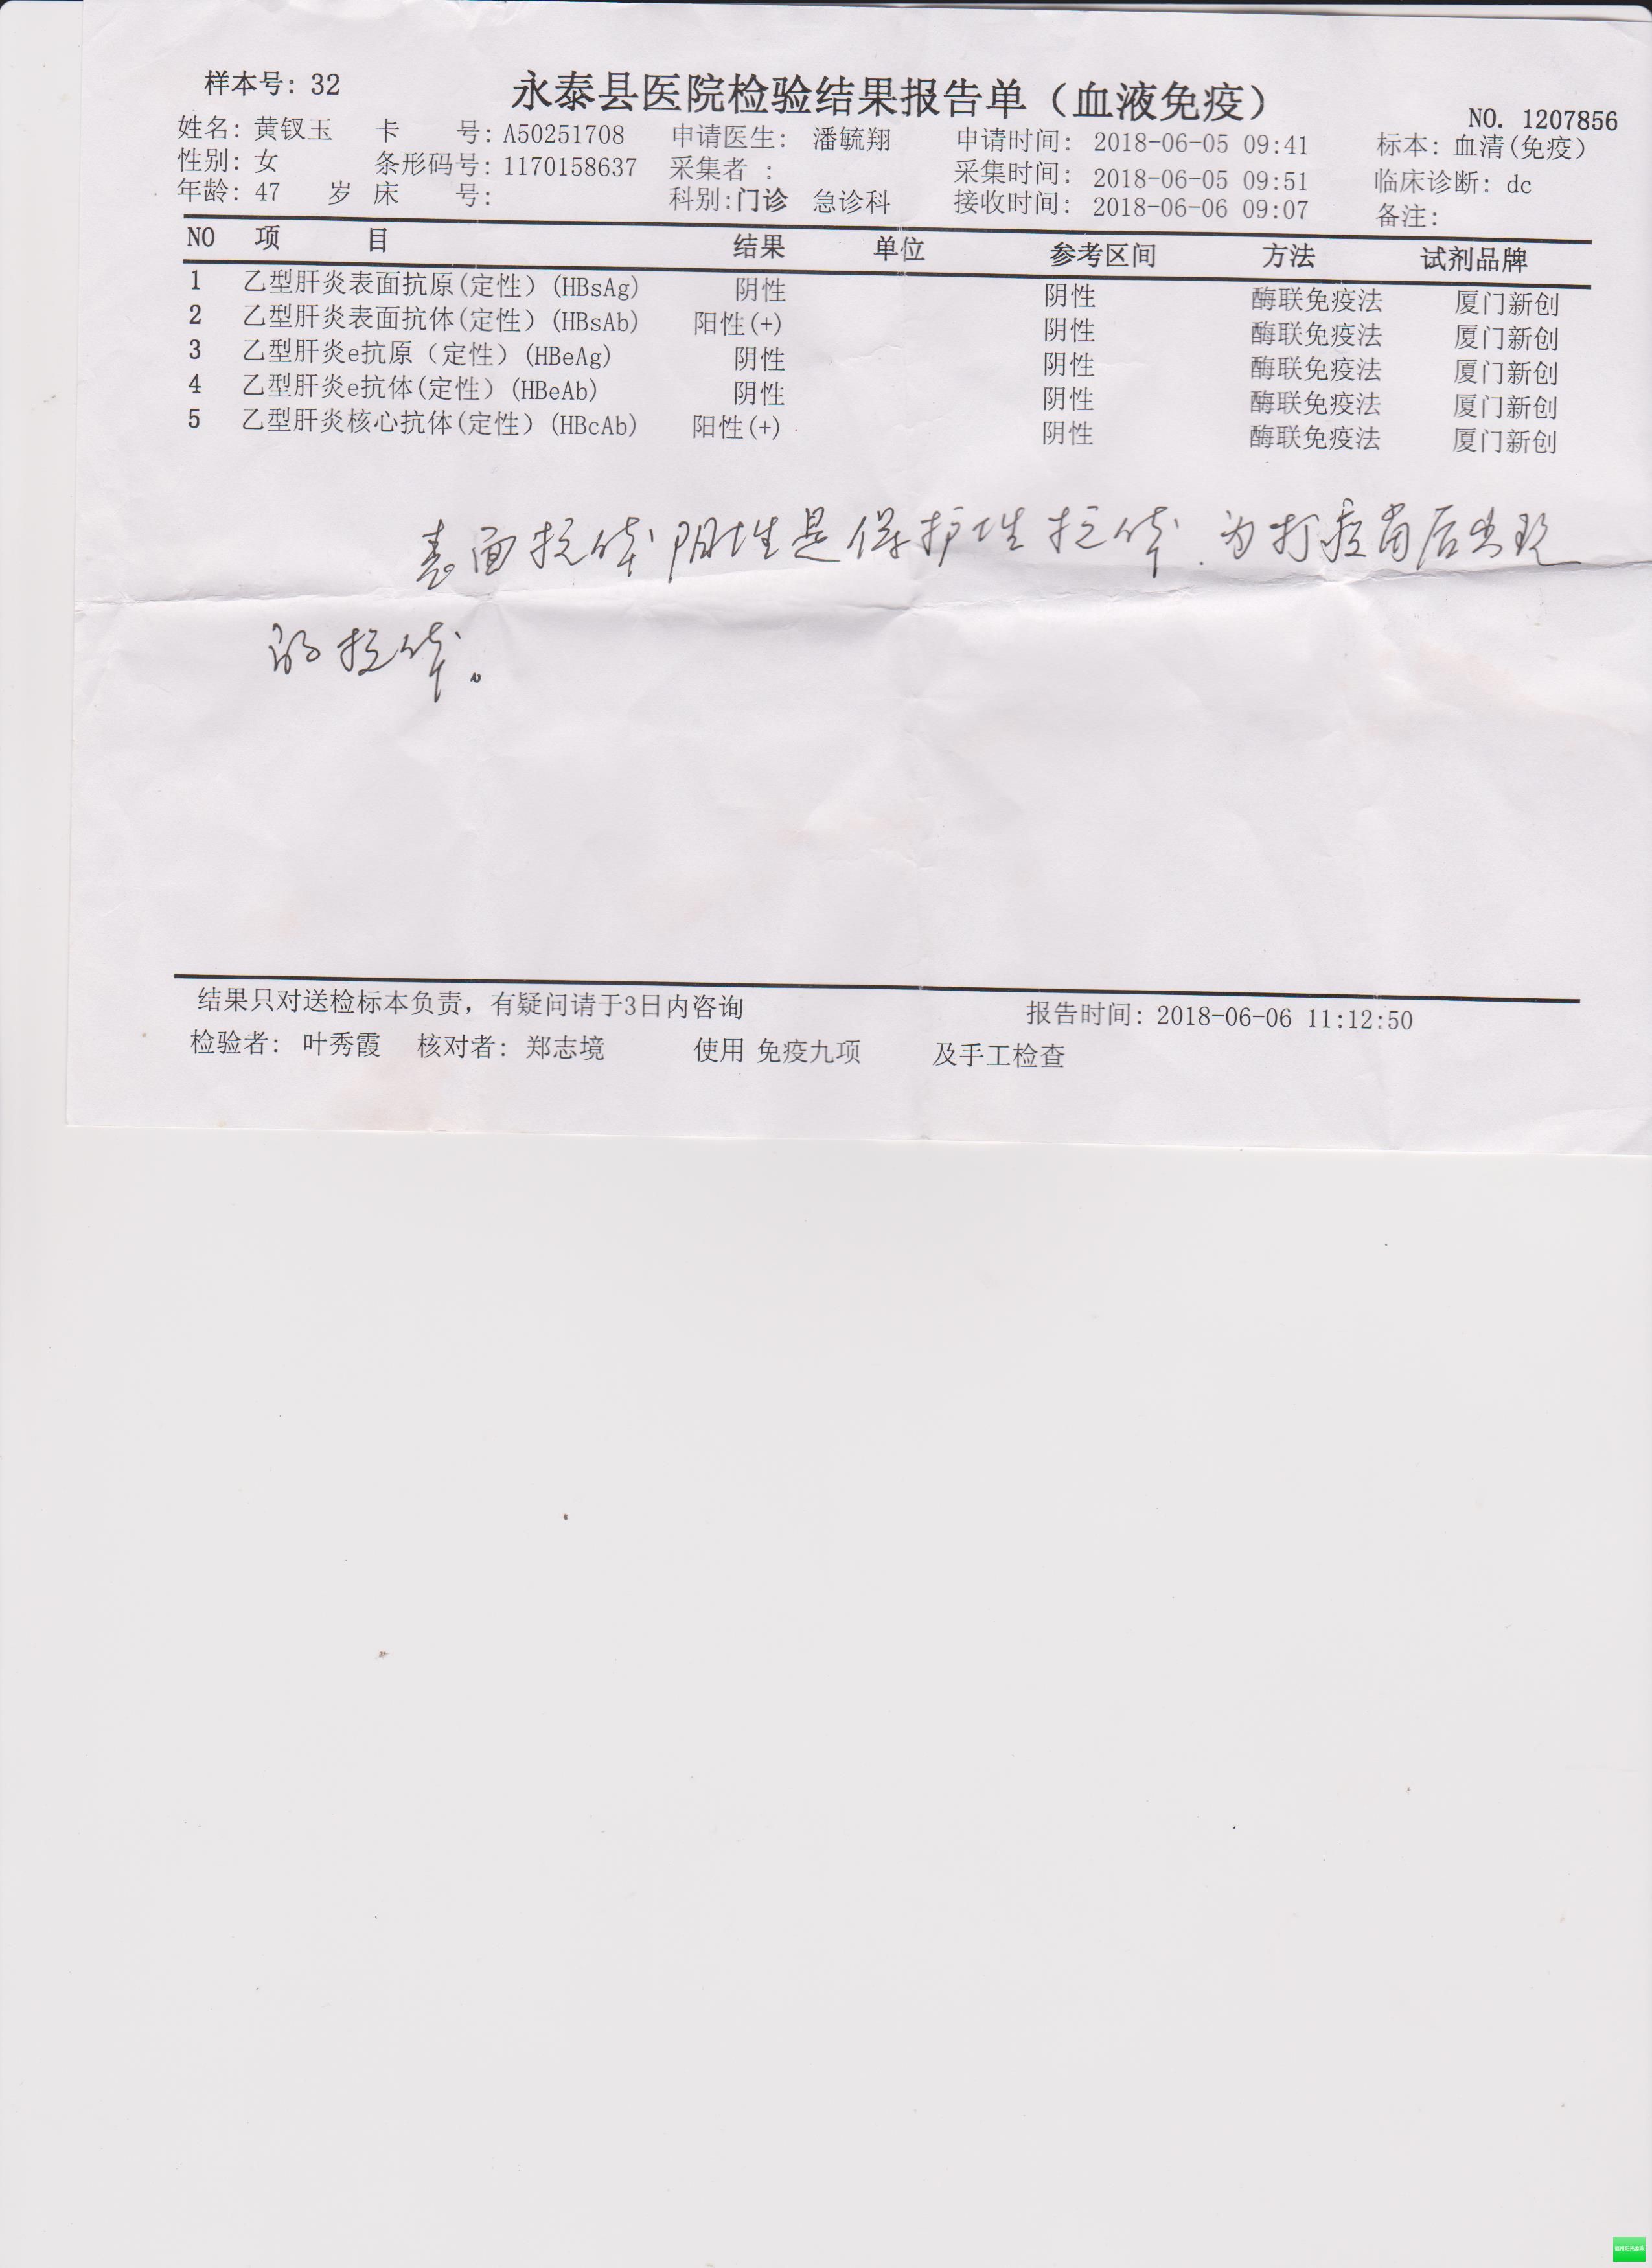 样本号: 32
永泰县医院检验结果报告单（血液免疫）
NO. 1207856
姓名: 黄钗玉 卡 号: A50251708 申请医生: 潘毓翔 申请时间: 2018-06-05 09:41 标本: 血清(免疫)
性别: 女 条形码号: 1170158637 采集者 : 采集时间: 2018-06-05 09:51 临床诊断: dc
年龄: 47 岁 床 号: 科别:门诊 急诊科 接收时间: 2018-06-06 09:07 备注:
NO 项 目 结果 单位 参考区间 方法 试剂品牌
1 乙型肝炎表面抗原(定性) (HBsAg) 阴性 阴性 酶联免疫法 厦门新创
2 乙型肝炎表面抗体(定性) (HBsAb) 阳性(+) 阴性 酶联免疫法 厦门新创
3 乙型肝炎e抗原（定性）(HBeAg) 阴性 阴性 酶联免疫法 厦门新创
4 乙型肝炎e抗体(定性) (HBeAb) 阴性 阴性 酶联免疫法 厦门新创
5 乙型肝炎核心抗体(定性) (HBcAb) 阳性(+) 阴性 酶联免疫法 厦门新创
表面抗体阳性是保护性抗体.为打疫苗后出现
的抗体。
结果只对送检标本负责，有疑问请于3日内咨询 报告时间: 2018-06-06 11:12:50
检验者: 叶秀霞 核对者: 郑志境 使用 免疫九项 及手工检查